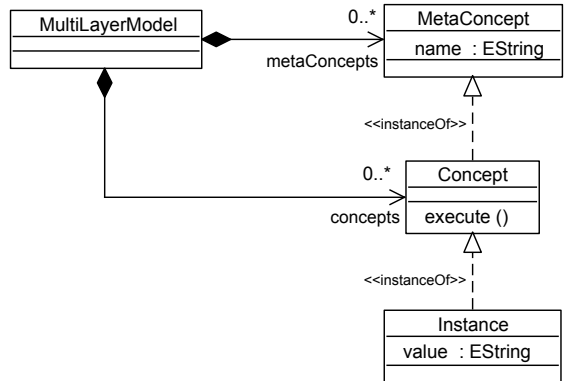 MultiLayerModel
0..*
metaConcepts
MetaConcept
name : EString
<<instanceOf>>
0..*
concepts
Concept
execute ()
<<instanceOf>>
Instance
value : EString